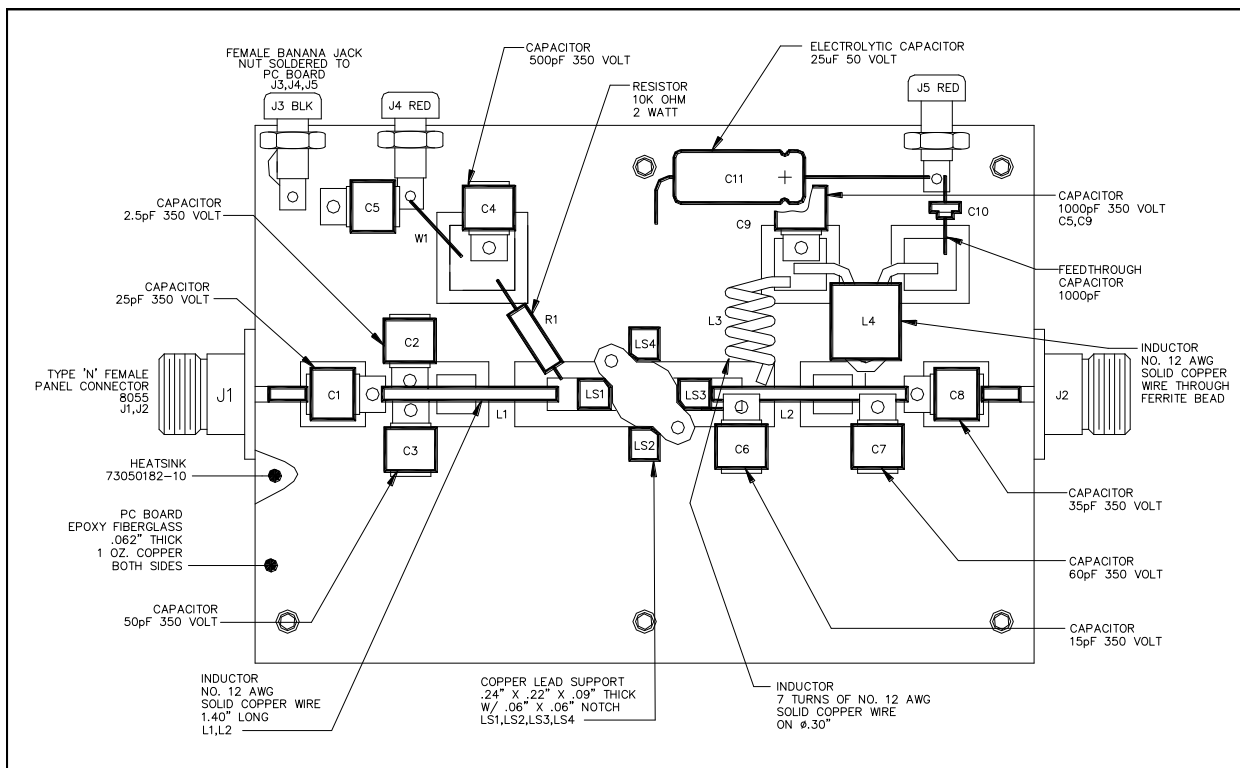 FEMALE BANANA JACK
NUT SOLDERED TO
PC BOARD
J3,J4,J5
CAPACITOR
500pF 350 VOLT
RESISTOR
10K OHM
2 WATT
ELECTROLYTIC CAPACITOR
25uF 50 VOLT
J3 BLK
J4 RED
J5 RED
CAPACITOR
2.5pF 350 VOLT
C5
C4
W1
C11
+
C9
C10
CAPACITOR
1000pF 350 VOLT
C5,C9
FEEDTHROUGH
CAPACITOR
1000pF
CAPACITOR
25pF 350 VOLT
R1
C2
LS4
L3
L4
INDUCTOR
NO. 12 AWG
SOLID COPPER
WIRE THROUGH
FERRITE BEAD
TYPE 'N' FEMALE
PANEL CONNECTOR
8055
J1,J2
J1
C1
L1
LS1
LS3
L2
C8
J2
C3
LS2
C6
C7
HEATSINK
73050182-10
CAPACITOR
35pF 350 VOLT
PC BOARD
EPOXY FIBERGLASS
.062" THICK
1 OZ. COPPER
BOTH SIDES
CAPACITOR
60pF 350 VOLT
CAPACITOR
50pF 350 VOLT
CAPACITOR
15pF 350 VOLT
INDUCTOR
NO. 12 AWG
SOLID COPPER WIRE
1.40" LONG
L1,L2
COPPER LEAD SUPPORT
.24" X .22" X .09" THICK
W/ .06" X .06" NOTCH
LS1,LS2,LS3,LS4
INDUCTOR
7 TURNS OF NO. 12 AWG
SOLID COPPER WIRE
ON ø.30"